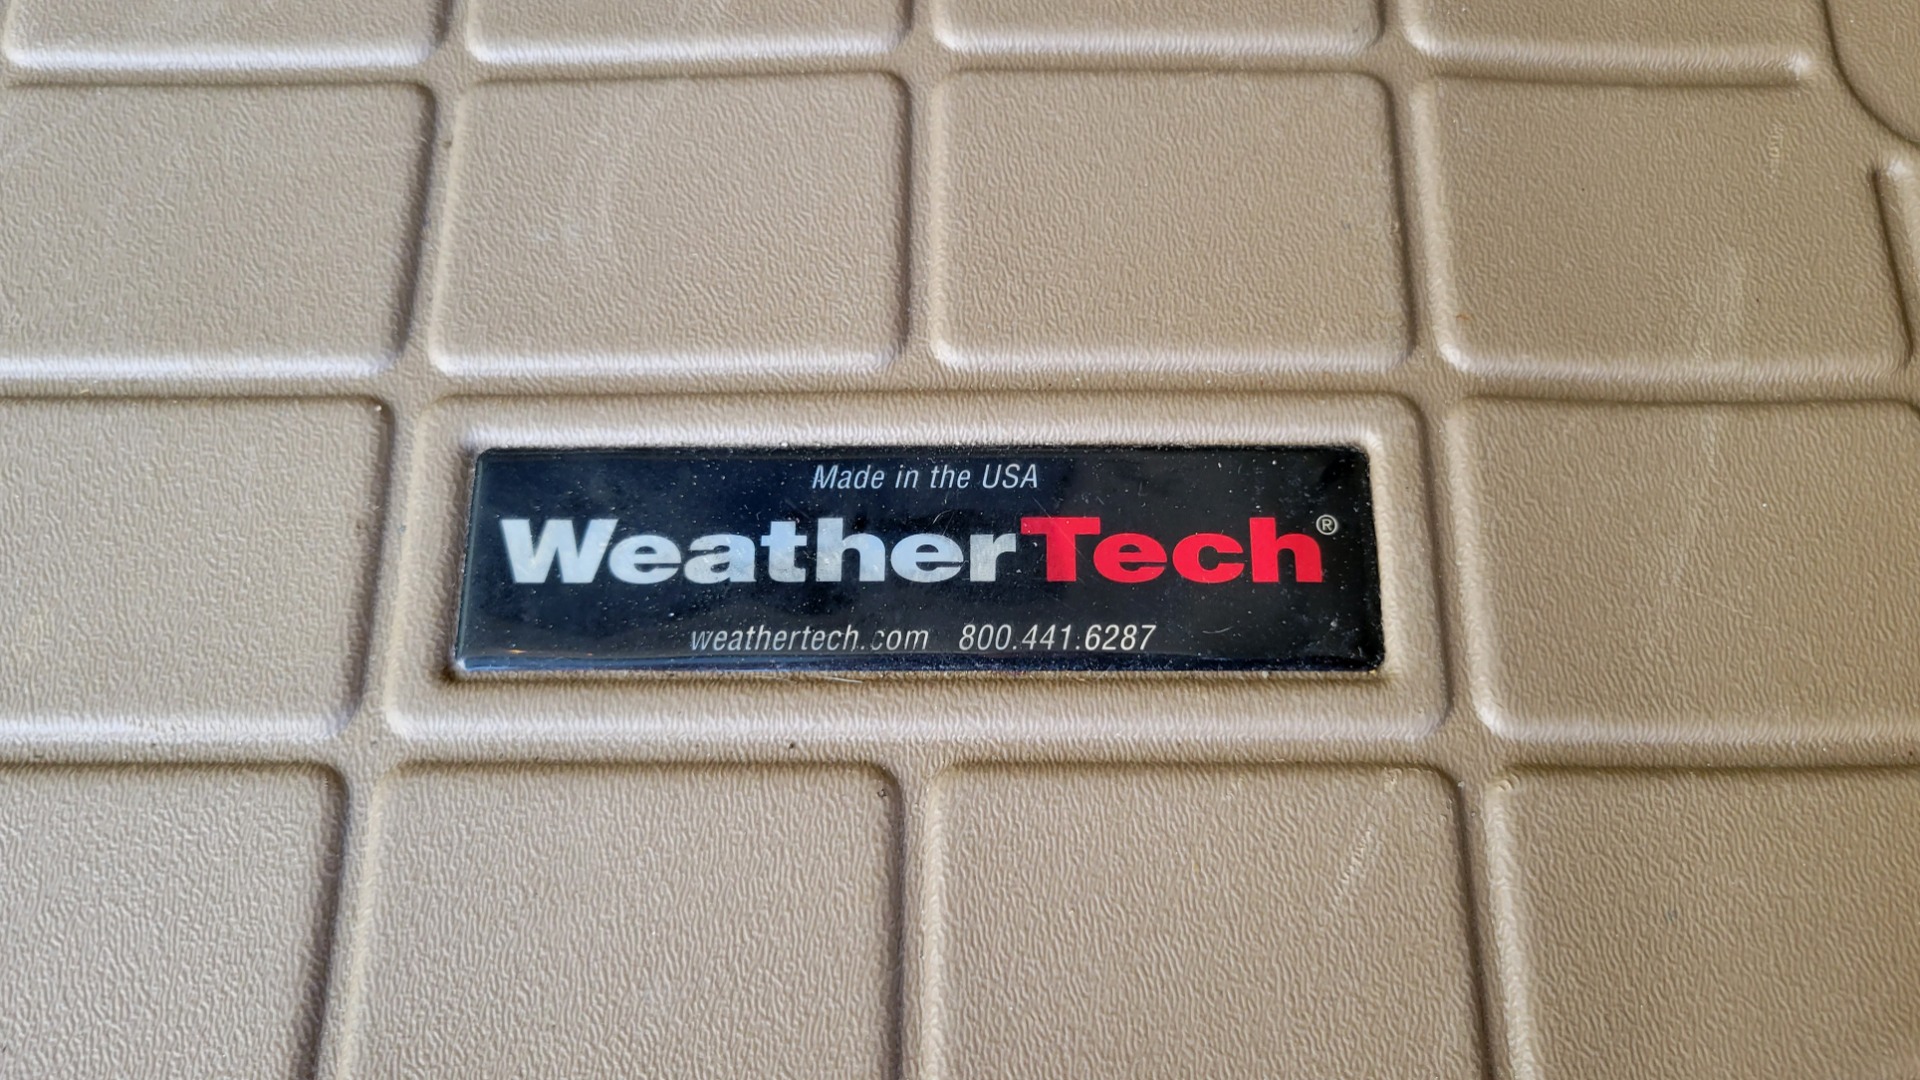 Made in the USA
WeatherTech®
weathertech.com 800.441.6287